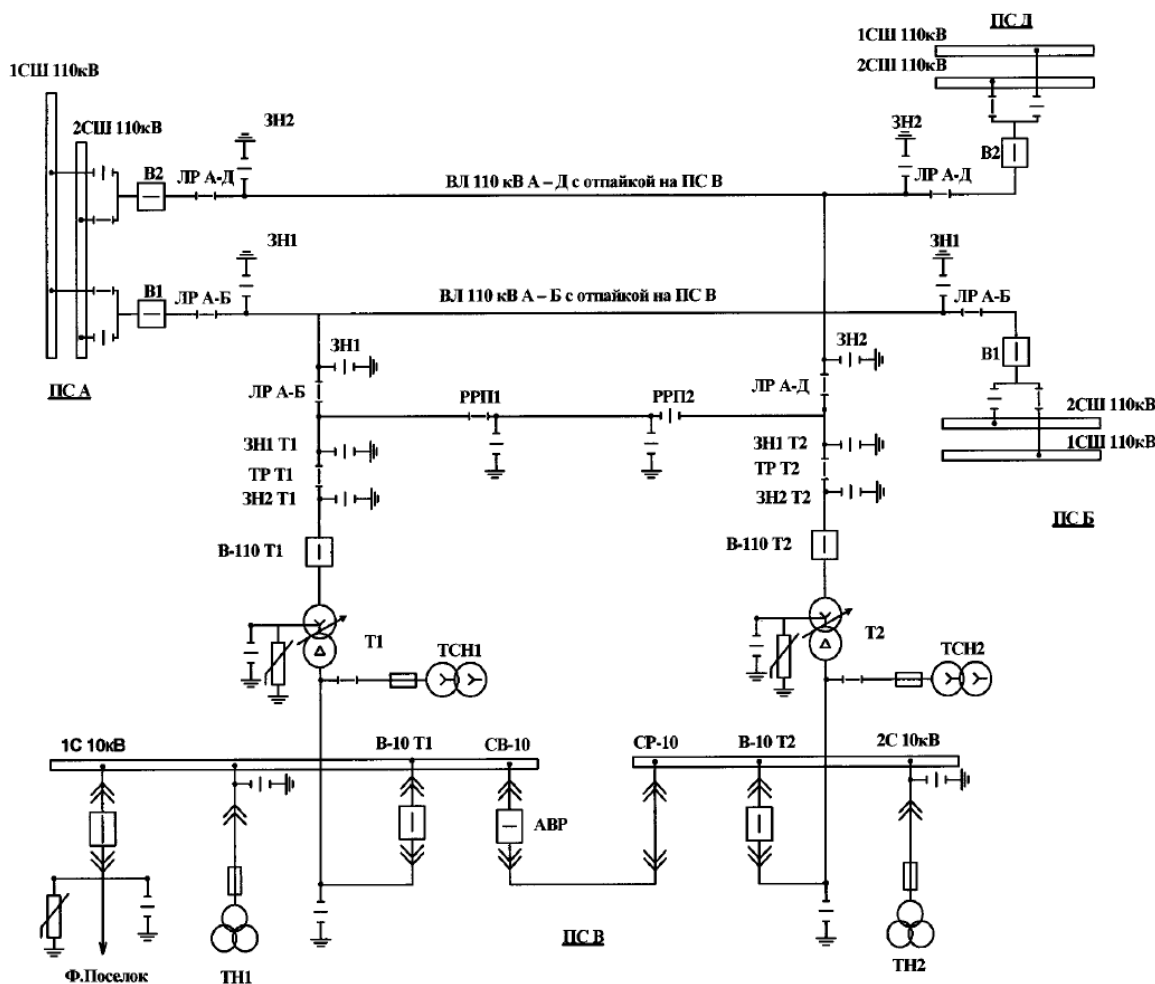 ПС Д
1СШ 110кВ
2СШ 110кВ
1СШ 110кВ
2СШ 110кВ
ЗН2
ЗН2
В2
В2
ЛР А-Д
ВЛ 110 кВ А – Д с отпайкой на ПС В
ЛР А-Д
ЗН1
ЗН1
В1
ЛР А-Б
ВЛ 110 кВ А – Б с отпайкой на ПС В
ЛР А-Б
В1
ЗН1
ЗН2
ПС А
ЛР А-Б
РРП1
РРП2
ЛР А-Д
2СШ 110кВ
1СШ 110кВ
ЗН1 Т1
ЗН1 Т2
ТР Т1
ТР Т2
ЗН2 Т1
ЗН2 Т2
ПС Б
В-110 Т1
В-110 Т2
Т1
Т2
ТСН1
ТСН2
1С 10кВ
В-10 Т1
СВ-10
СР-10
В-10 Т2
2С 10кВ
АВР
ПС В
Ф.Поселок
ТН1
ТН2